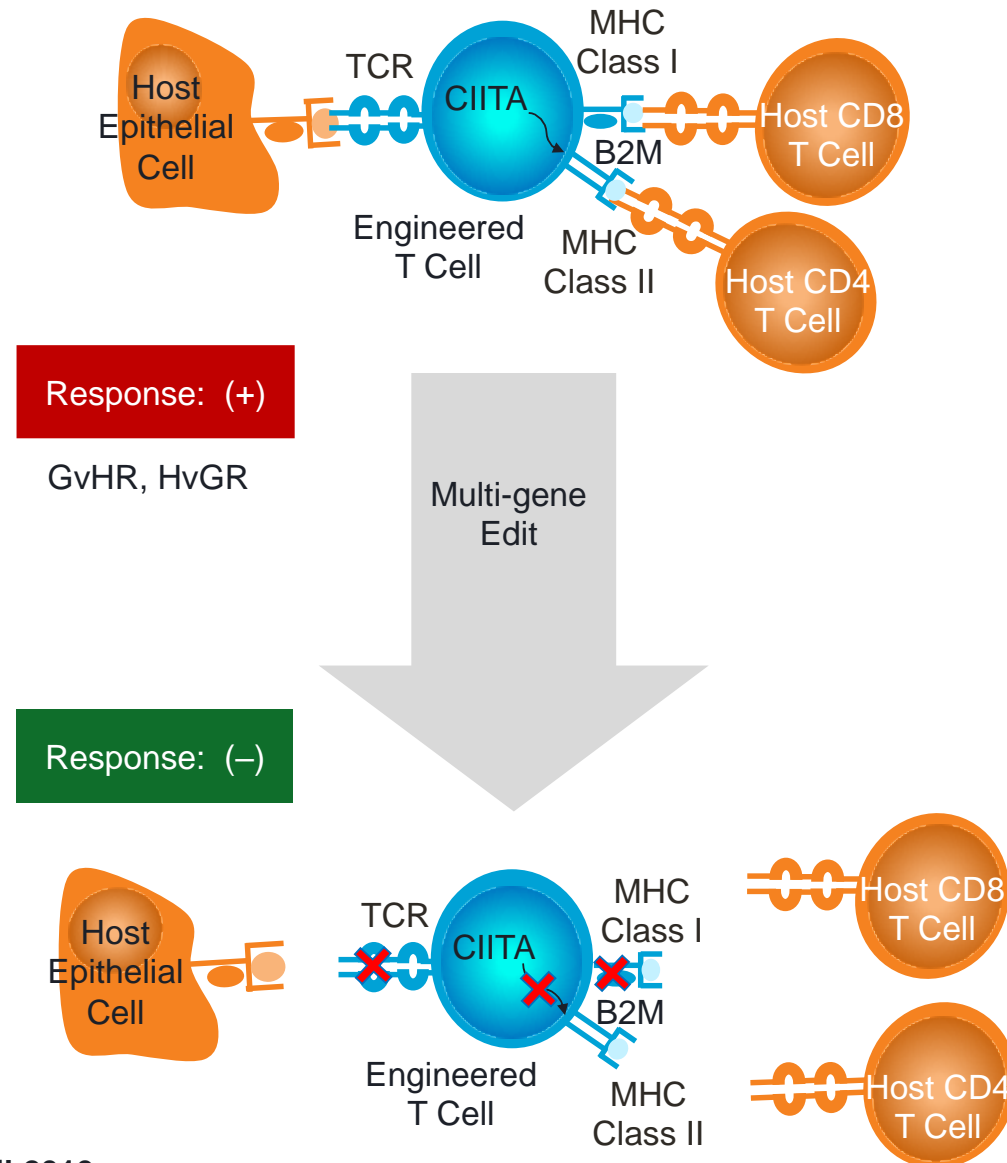 Host
Epithelial
Cell
TCR
CIITA
MHC
Class I
B2M
Host CD8
T Cell
Engineered
T Cell
MHC
Class II
Host CD4
T Cell
Response: (+)
GvHR, HvGR
Multi-gene
Edit
Response: (–)
Host
Epithelial
Cell
TCR
CIITA
MHC
Class I
B2M
Host CD8
T Cell
Engineered
T Cell
MHC
Class II
Host CD4
T Cell